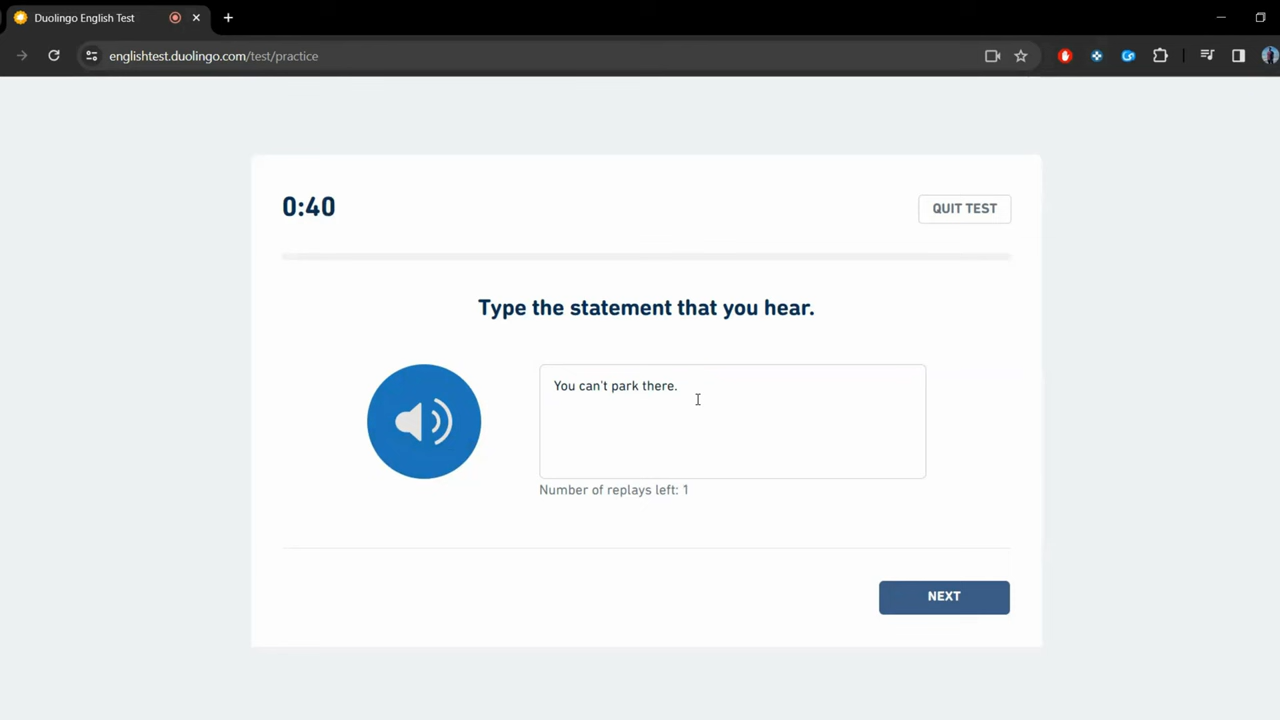 Duolingo English Test
englishtest.duolingo.com/test/practice
0:40
QUIT TEST
Type the statement that you hear.
You can't park there.
Number of replays left: 1
NEXT